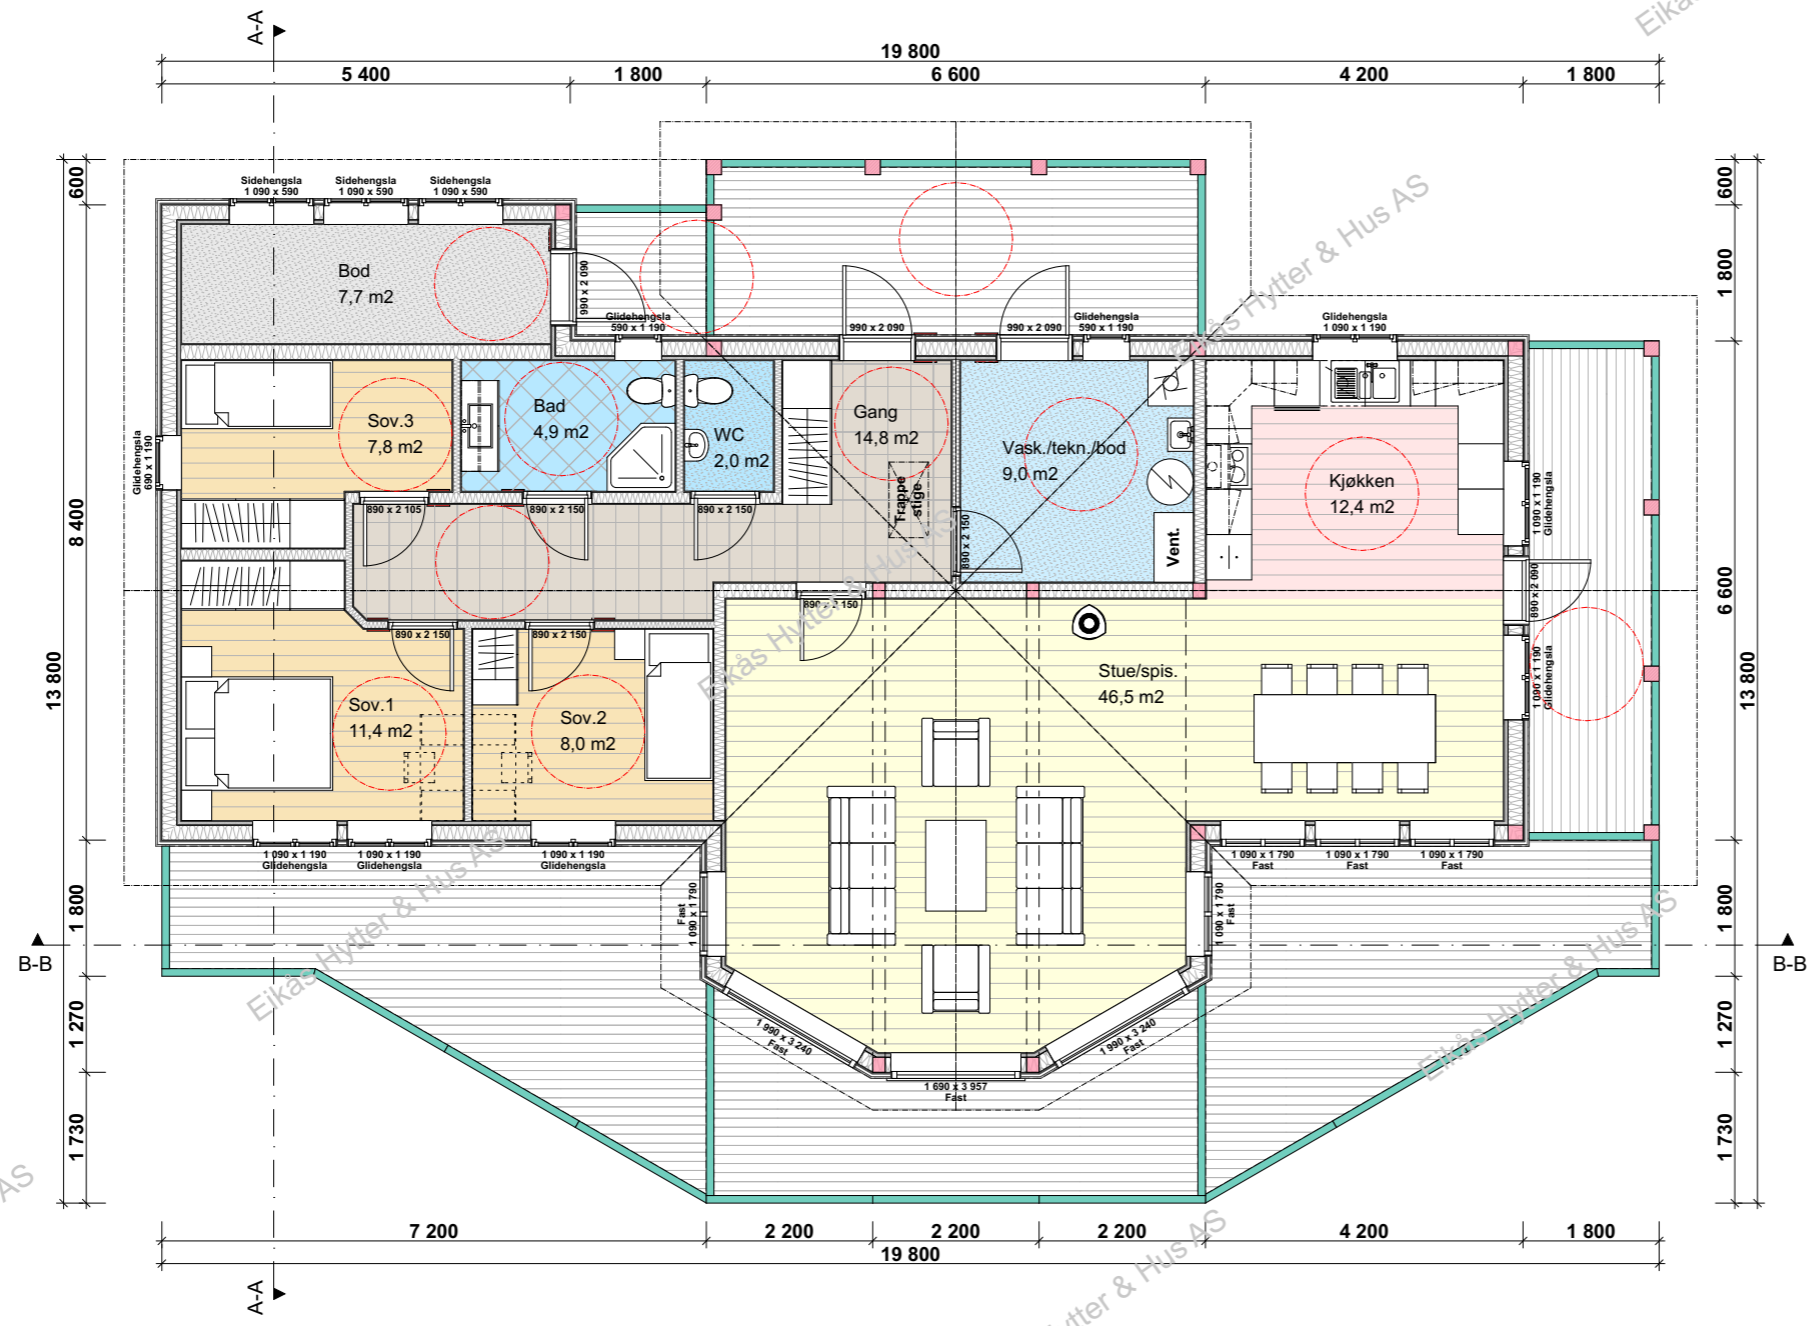 A-A
19 800
5 400
1 800
6 600
4 200
1 800
Eikås
600
1 800
8 400
6 600
13 800
13 800
Sidehengsla
1 090 x 590
Sidehengsla
1 090 x 590
Sidehengsla
1 090 x 590
Bod
7,7 m2
990 x 2 090
Glidehengsla
590 x 1 190
990 x 2 090
990 x 2 090
Glidehengsla
590 x 1 190
Glidehengsla
1 090 x 1 190
Eikås Hytter & Hus AS
600
1 800
Glidehengsla
690 x 1 190
Sov.3
7,8 m2
Bad
4,9 m2
WC
2,0 m2
Gang
14,8 m2
Trappe
stige
Vask./tekn./bod
9,0 m2
Vent.
Kjøkken
12,4 m2
1 090 x 1 190
Glidehengsla
890 x 2 105
890 x 2 150
890 x 2 150
890 x 2 150
890 x 2 090
Eikås Hytter & Hus AS
890 x 2 150
890 x 2 150
890 x 2 150
Stue/spis.
46,5 m2
1 090 x 1 190
Glidehengsla
Sov.1
11,4 m2
Sov.2
8,0 m2
1 090 x 1 190
Glidehengsla
1 090 x 1 190
Glidehengsla
1 090 x 1 190
Glidehengsla
1 090 x 1 790
Fast
1 090 x 1 790
Fast
1 090 x 1 790
Fast
Fast
1 090 x 1 790
1 090 x 1 790
Fast
1 800
1 800
Eikås Hytter & Hus AS
Eikås Hytter & Hus AS
B-B
B-B
1 270
1 270
1 990 x 3 240
Fast
1 990 x 3 240
Fast
1 690 x 3 957
Fast
1 730
1 730
AS
7 200
2 200
2 200
2 200
4 200
1 800
19 800
A-A
ytter & Hus AS